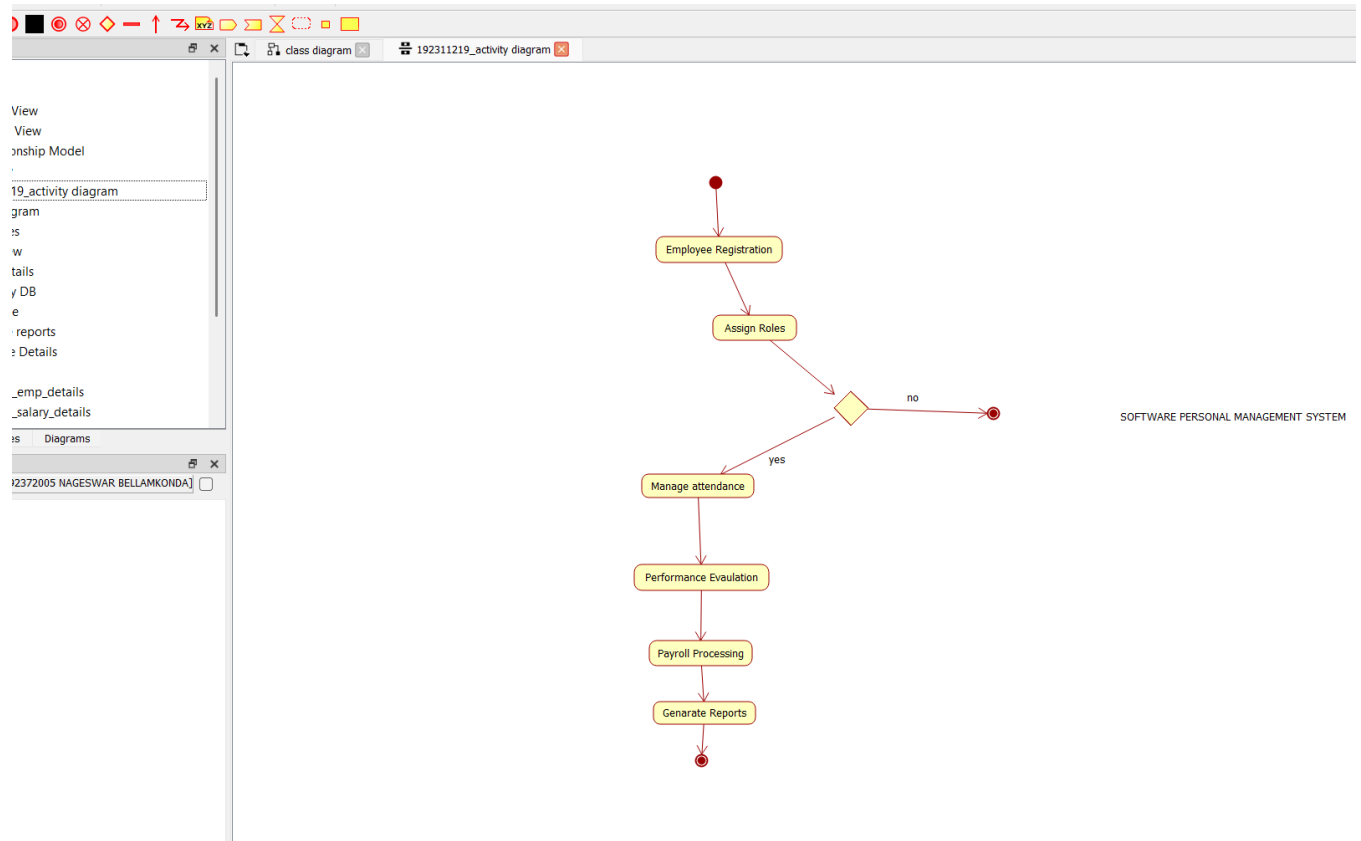 XYZ
class diagram
192311219_activity diagram
View
View
onship Model
19_activity diagram
gram
es
ew
tails
y DB
e
reports
e Details
_emp_details
_salary_details
es Diagrams
92372005 NAGESWAR BELLAMKONDA]
Employee Registration
Assign Roles
no
SOFTWARE PERSONAL MANAGEMENT SYSTEM
yes
Manage attendance
Performance Evaulation
Payroll Processing
Genarate Reports